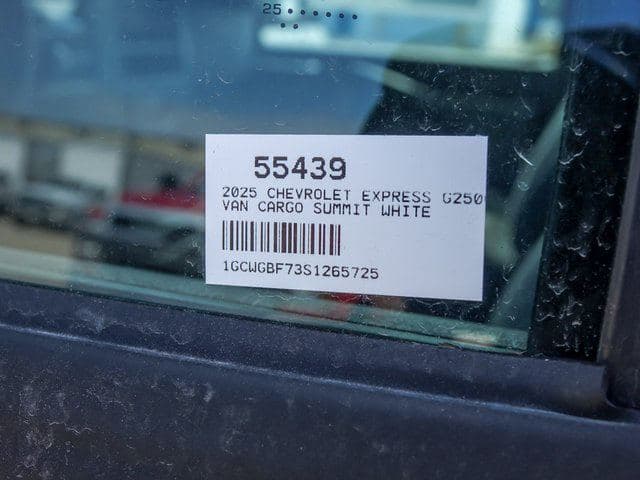 25
55439
2025 CHEVROLET EXPRESS G250
VAN CARGO SUMMIT WHITE
1GCWGBF73S1265725